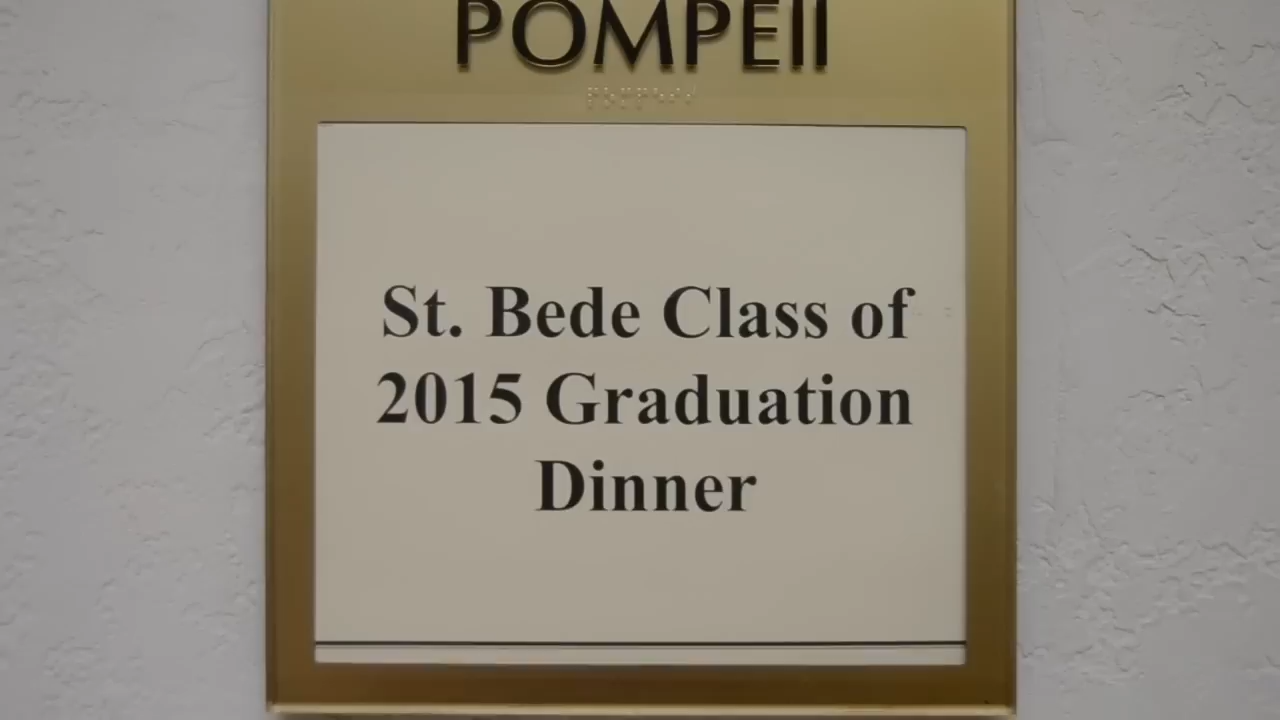 POMPEII
St. Bede Class of
2015 Graduation
Dinner